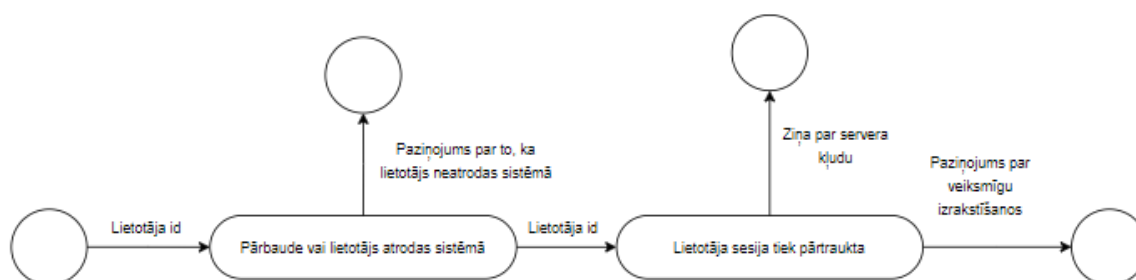 Paziņojums par to, ka
lietotājs neatrodas sistēmā
Ziņa par servera
kļudu
Paziņojums par
veiksmīgu
izrakstīšanos
Lietotāja id
Pārbaude vai lietotājs atrodas sistēmā
Lietotāja id
Lietotāja sesija tiek pārtraukta